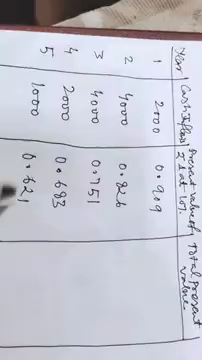 Year Cash Inflows Present value of ₹1 at 10% Total present value
1 2000 0.909
2 4000 0.826
3 4000 0.751
4 2000 0.683
5 1000 0.621